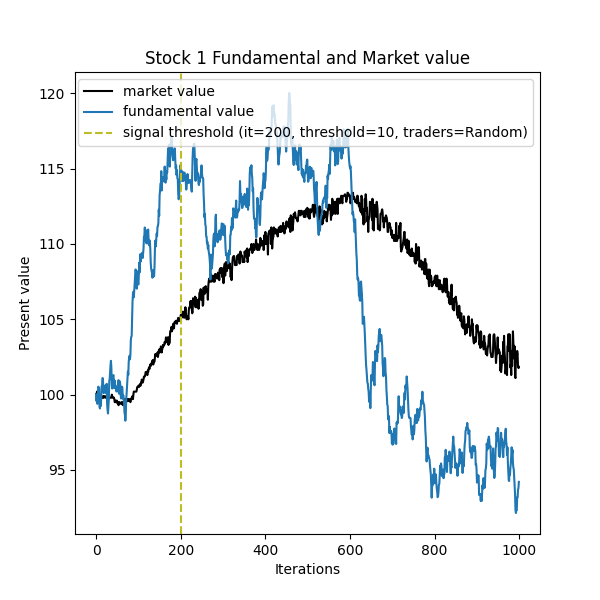 Stock 1 Fundamental and Market value
market value
fundamental value
signal threshold (it=200, threshold=10, traders=Random)
Present value
120
115
110
105
100
95
0 200 400 600 800 1000
Iterations